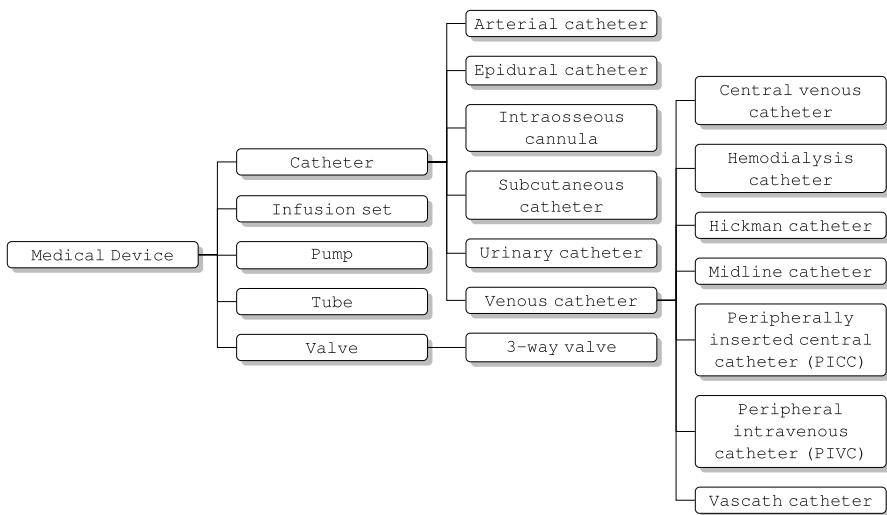 Medical Device
Catheter
Infusion set
Pump
Tube
Valve
Arterial catheter
Epidural catheter
Intraosseous
cannula
Subcutaneous
catheter
Urinary catheter
Venous catheter
3-way valve
Central venous
catheter
Hemodialysis
catheter
Hickman catheter
Midline catheter
Peripherally
inserted central
catheter (PICC)
Peripheral
intravenous
catheter (PIVC)
Vascath catheter